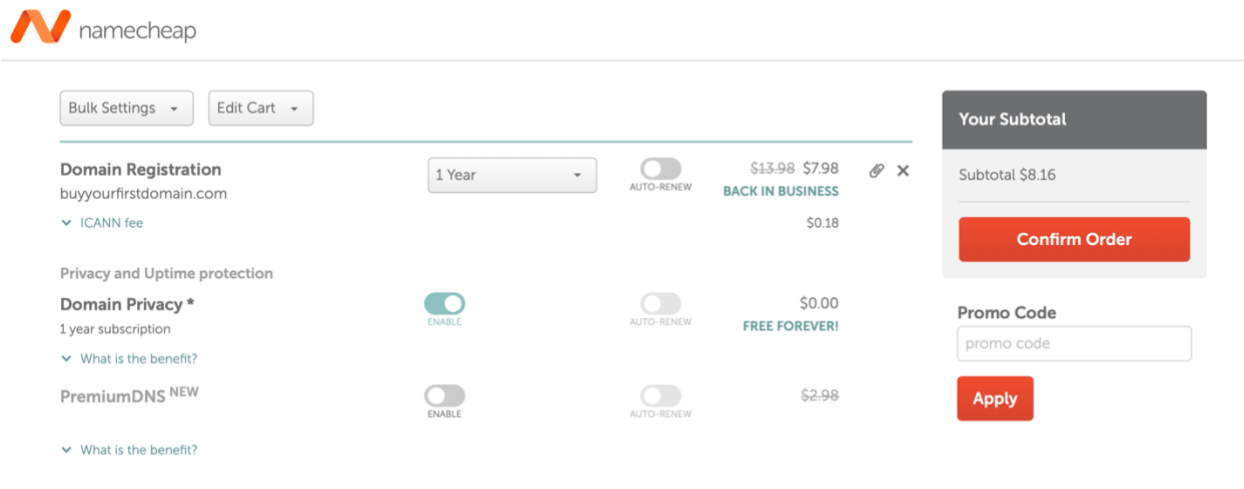 namecheap
Bulk Settings
Edit Cart
Your Subtotal
Domain Registration
1 Year
$13.98 $7.98
Subtotal $8.16
AUTO-RENEW
BACK IN BUSINESS
buyyourfirstdomain.com
ICANN fee
$0.18
Confirm Order
Privacy and Uptime protection
Domain Privacy *
$0.00
ENABLE
AUTO-RENEW
FREE FOREVER!
1 year subscription
What is the benefit?
Promo Code
promo code
PremiumDNS NEW
$2.98
ENABLE
AUTO-RENEW
Apply
What is the benefit?